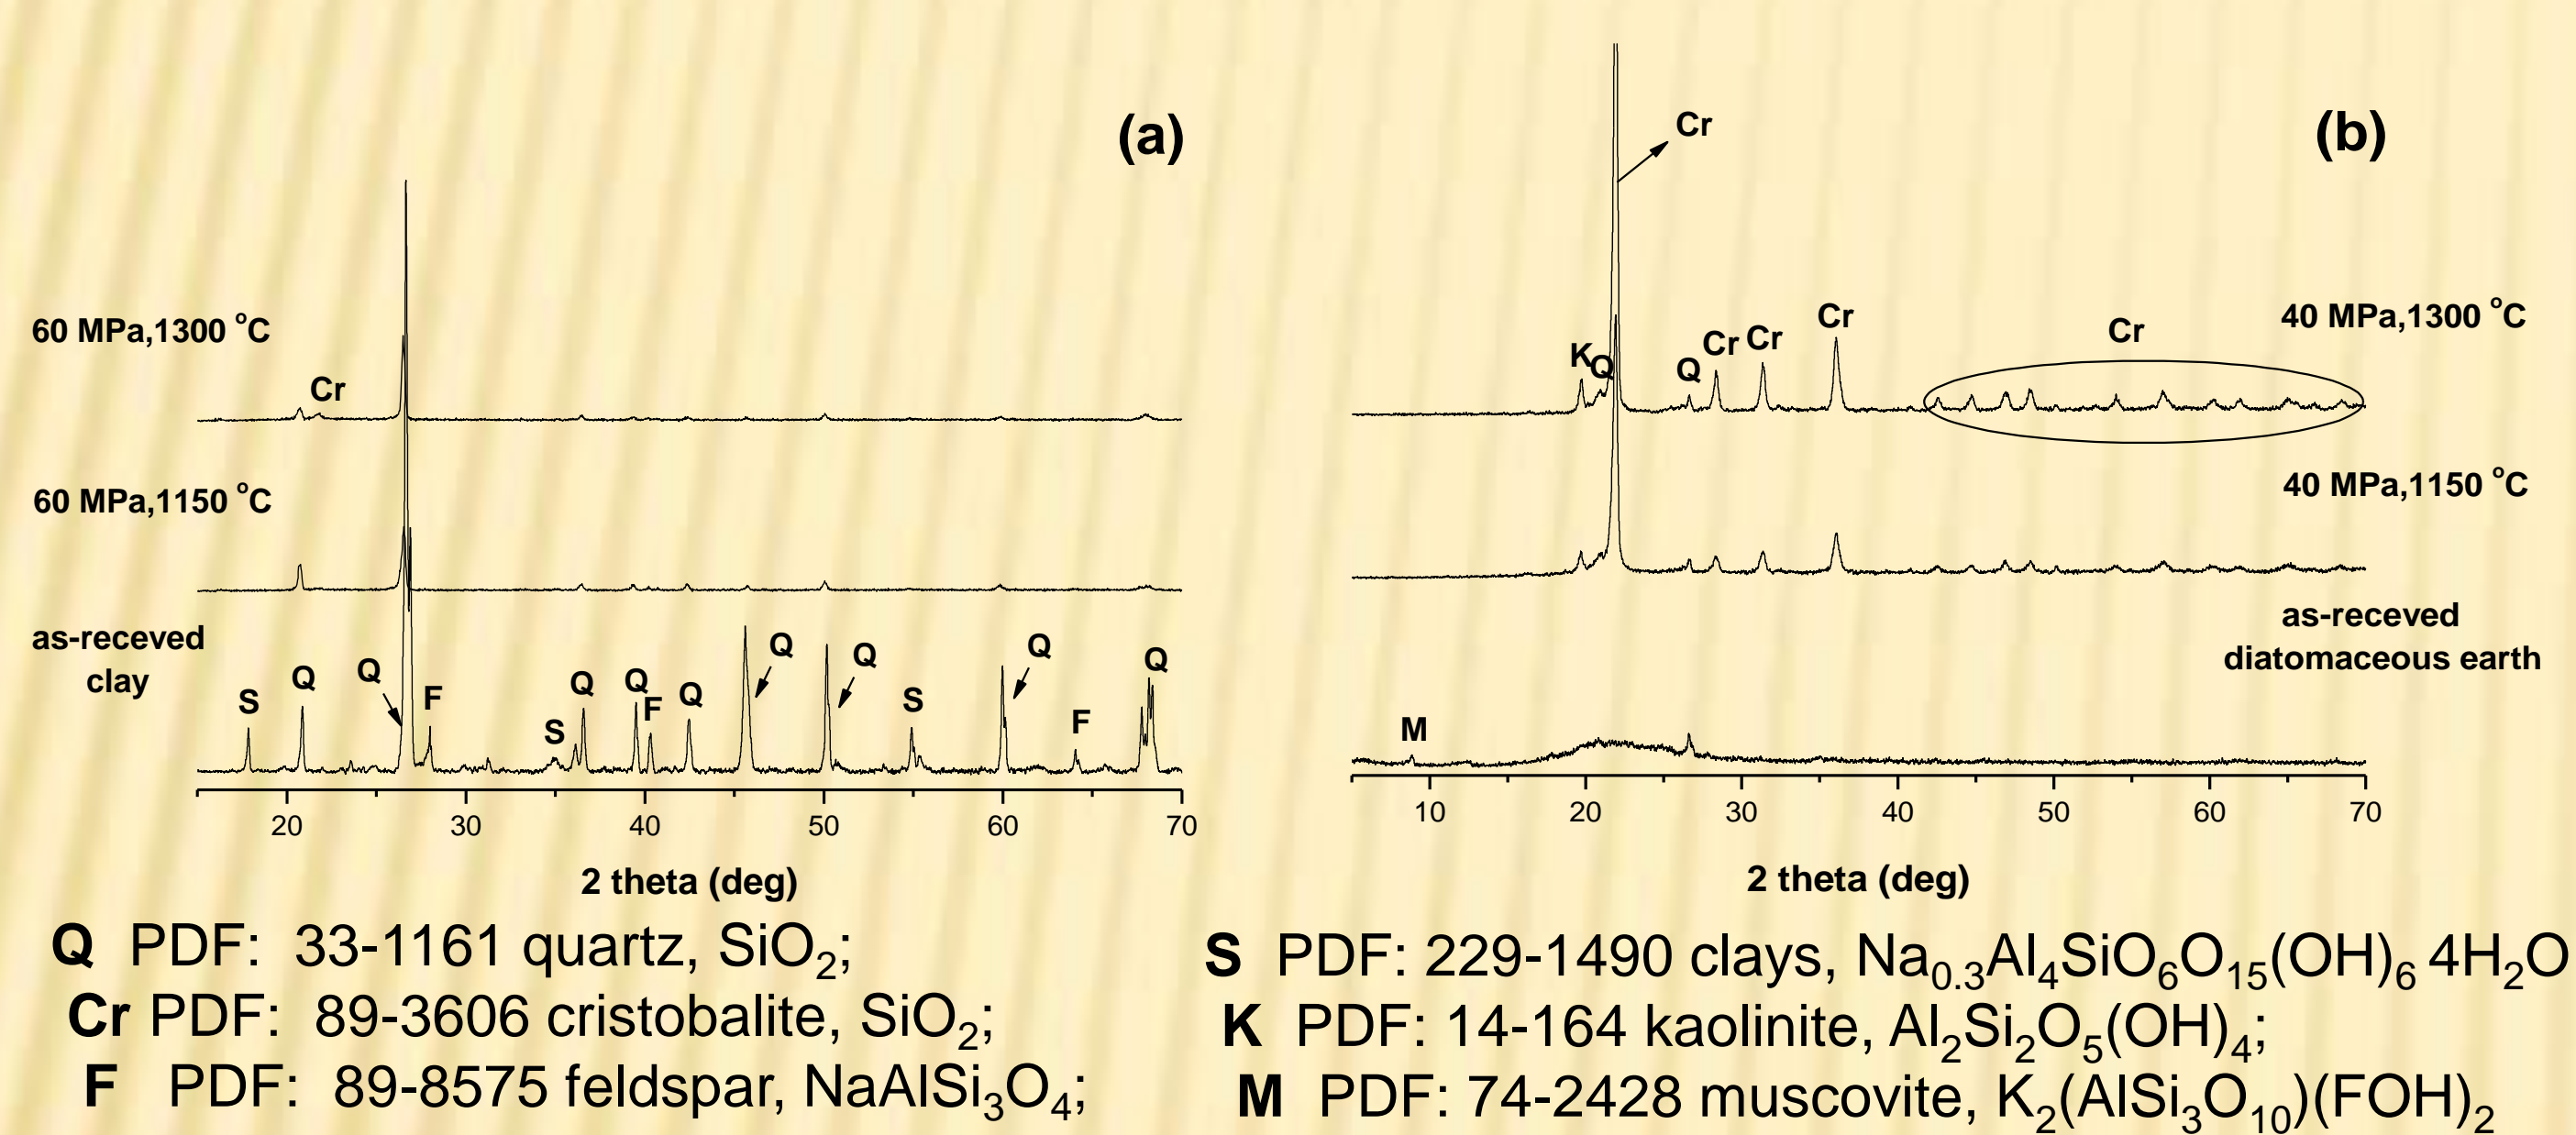 (a)
60 MPa,1300 °C
Cr
60 MPa,1150 °C
as-receved
clay
S Q Q F S Q Q F Q Q Q S Q F Q
20 30 40 50 60 70
2 theta (deg)
(b)
Cr
40 MPa,1300 °C
K Q Q Cr Cr Cr Cr
40 MPa,1150 °C
as-receved
diatomaceous earth
M
10 20 30 40 50 60 70
2 theta (deg)
Q PDF: 33-1161 quartz, SiO₂;
Cr PDF: 89-3606 cristobalite, SiO₂;
F PDF: 89-8575 feldspar, NaAlSi₃O₄;
S PDF: 229-1490 clays, Na₀.₃Al₄SiO₆O₁₅(OH)₆ 4H₂O
K PDF: 14-164 kaolinite, Al₂Si₂O₅(OH)₄;
M PDF: 74-2428 muscovite, K₂(AlSi₃O₁₀)(FOH)₂